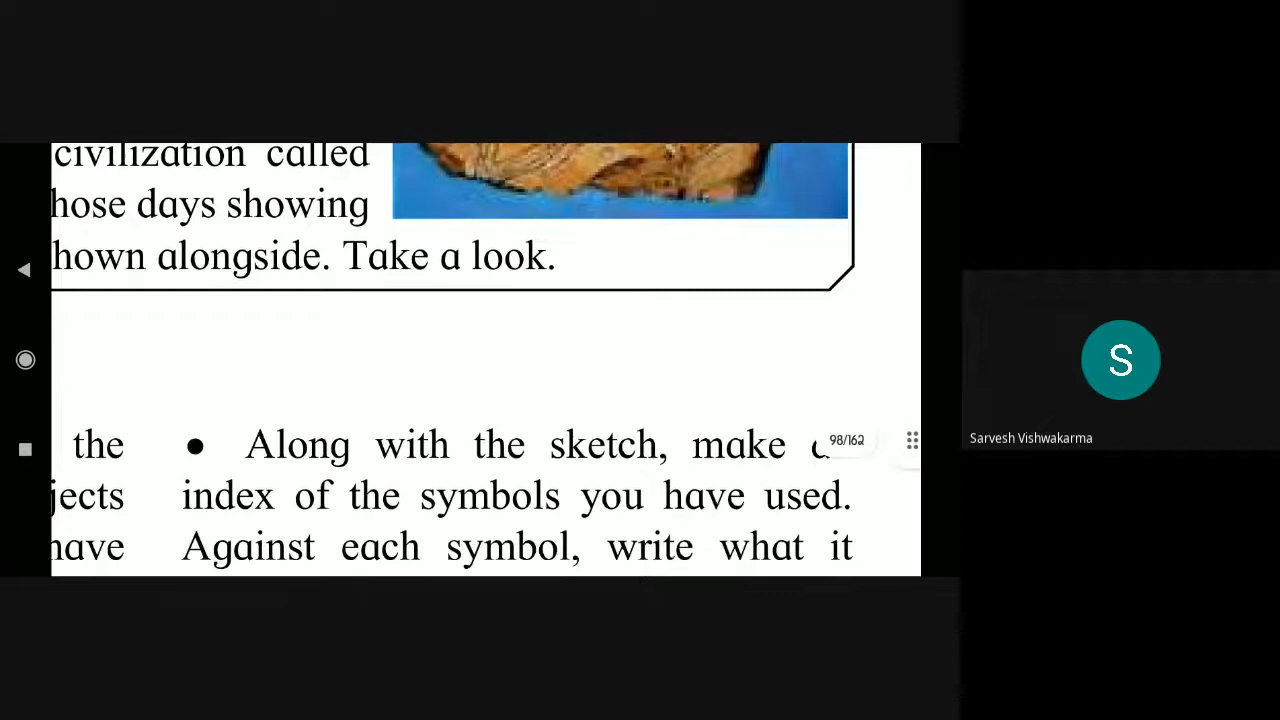 civilization called
hose days showing
hown alongside. Take a look.
the
jects
have
● Along with the sketch, make
index of the symbols you have used.
Against each symbol, write what it
98/162
S
Sarvesh Vishwakarma